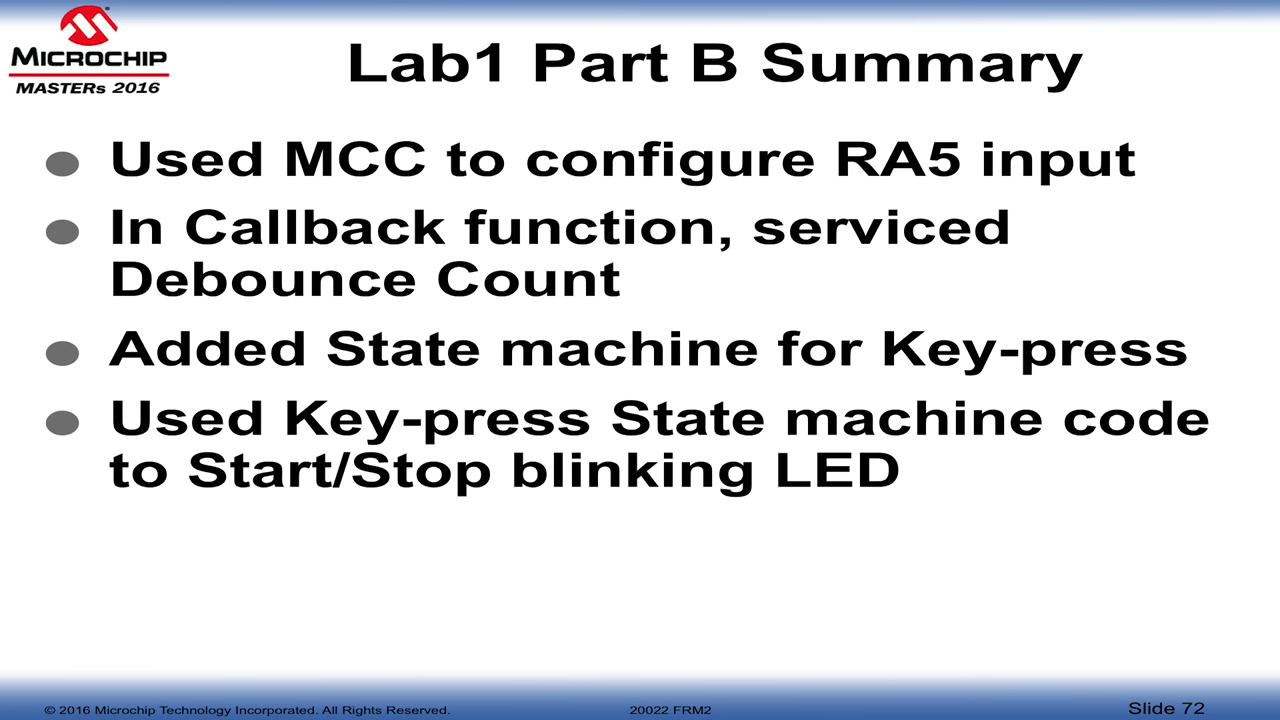 MICROCHIP
MASTERs 2016
Lab1 Part B Summary
Used MCC to configure RA5 input
In Callback function, serviced
Debounce Count
Added State machine for Key-press
Used Key-press State machine code
to Start/Stop blinking LED
© 2016 Microchip Technology Incorporated. All Rights Reserved.
20022 FRM2
Slide 72